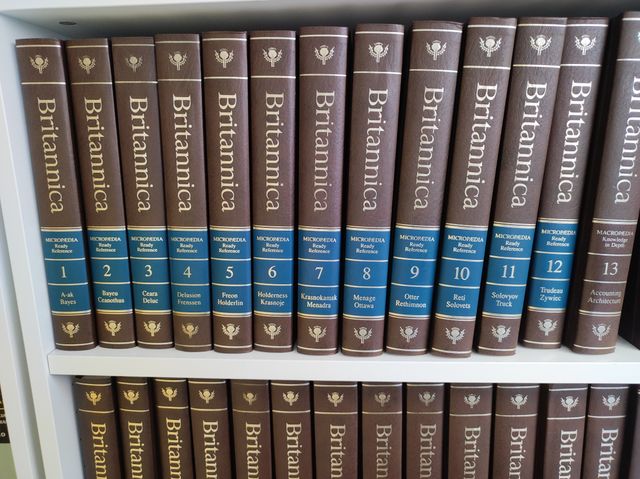 Britannica
MICROPÆDIA
Ready
Reference
1
A-ak
Bayes
Britannica
MICROPÆDIA
Ready
Reference
2
Bayeu
Ceanothus
Britannica
MICROPÆDIA
Ready
Reference
3
Ceara
Deluc
Britannica
MICROPÆDIA
Ready
Reference
4
Delusion
Frenssen
Britannica
MICROPÆDIA
Ready
Reference
5
Freon
Holderlin
Britannica
MICROPÆDIA
Ready
Reference
6
Holderness
Krasnoje
Britannica
MICROPÆDIA
Ready
Reference
7
Krasnokamsk
Menadra
Britannica
MICROPÆDIA
Ready
Reference
8
Menage
Ottawa
Britannica
MICROPÆDIA
Ready
Reference
9
Otter
Rethimnon
Britannica
MICROPÆDIA
Ready
Reference
10
Reti
Solovets
Britannica
MICROPÆDIA
Ready
Reference
11
Solovyov
Truck
Britannica
MICROPÆDIA
Ready
Reference
12
Trudeau
Zywiec
Britannica
MACROPÆDIA
Knowledge
in Depth
13
Accounting
Architecture